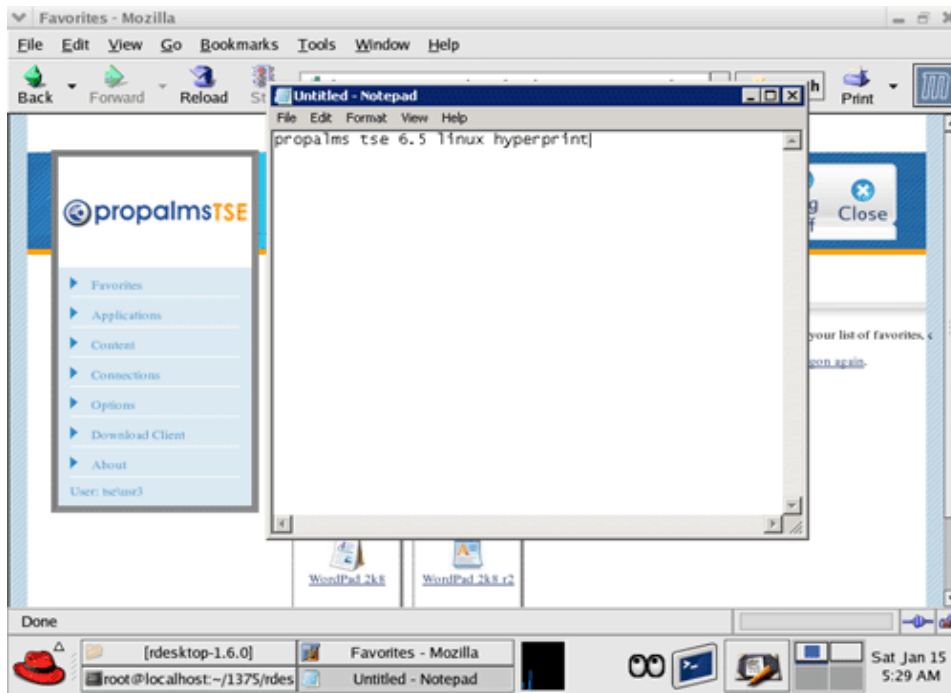 Favorites - Mozilla
File Edit View Go Bookmarks Tools Window Help
Back Forward Reload St
Print
Untitled - Notepad
File Edit Format View Help
propalms tse 6.5 linux hyperprint
propalmsTSE
Close
Favorites
Applications
Content
Connections
Options
Download Client
About
User: tse\usr3
your list of favorites,
gon again.
WordPad 2k8
WordPad 2k8 r2
Done
[rdesktop-1.6.0]
Favorites - Mozilla
root@localhost:~/1375/rdes
Untitled - Notepad
Sat Jan 15
5:29 AM